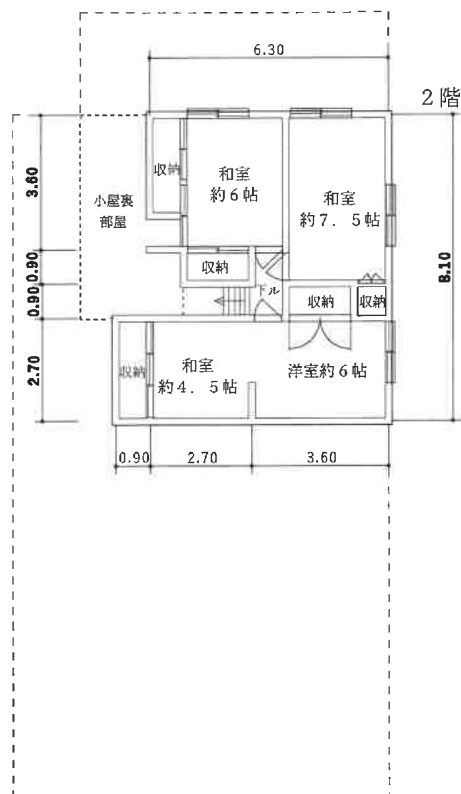 6.30
2階
3.60
収納
和室
約6帖
和室
約7．5帖
小屋裏
部屋
8.10
0.90
収納
0.90
下ル
収納
収納
2.70
収納
和室
約4．5帖
洋室約6帖
0.90
2.70
3.60